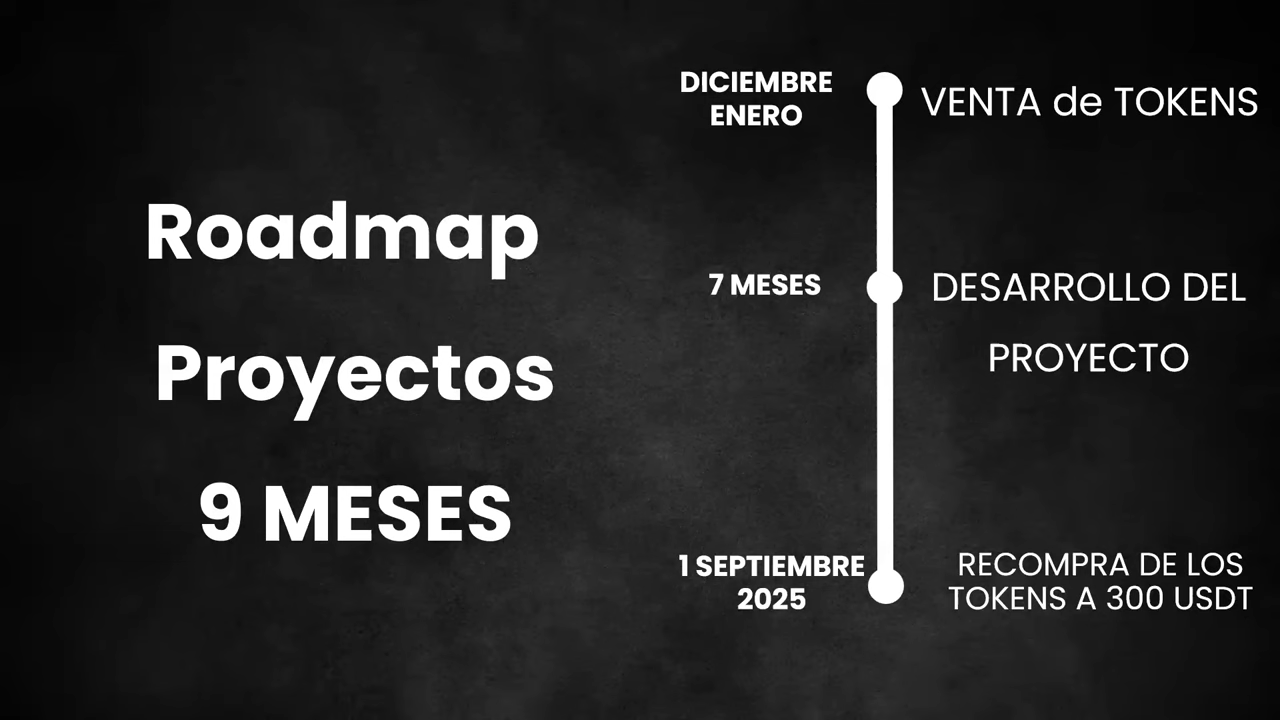 Roadmap
Proyectos
9 MESES
DICIEMBRE
ENERO
VENTA de TOKENS
7 MESES
DESARROLLO DEL
PROYECTO
1 SEPTIEMBRE
2025
RECOMPRA DE LOS
TOKENS A 300 USDT